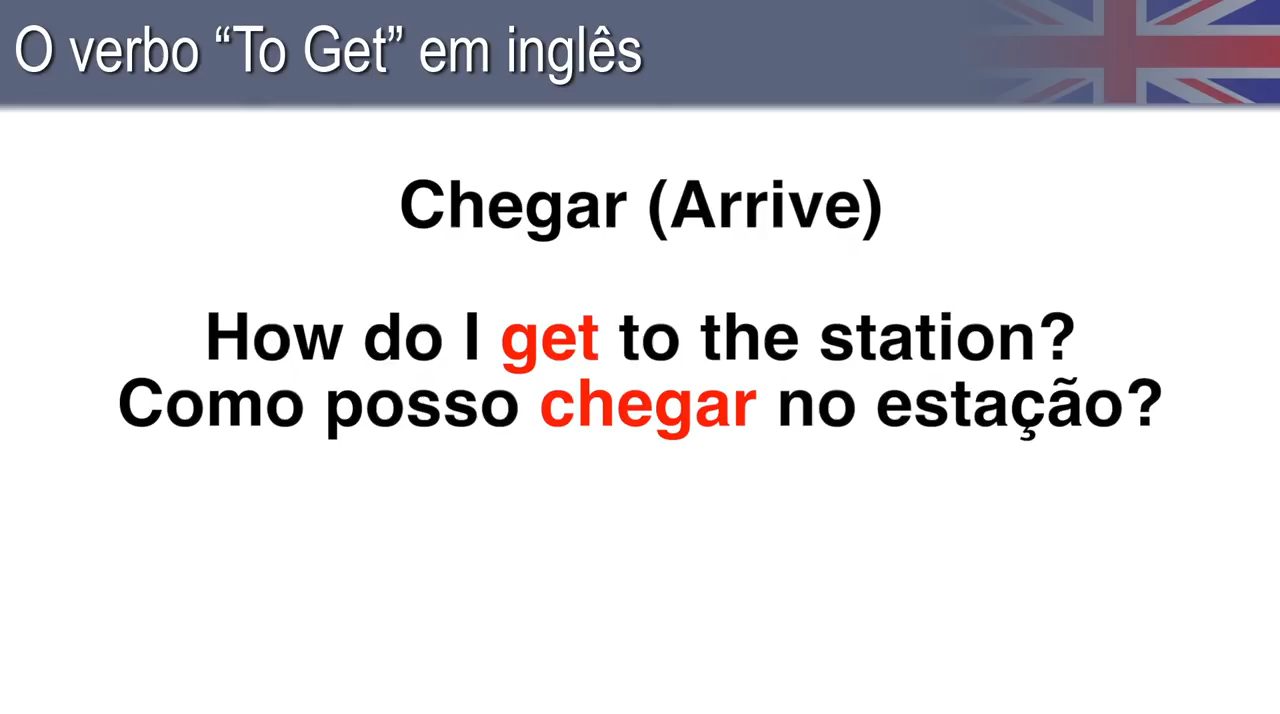 O verbo “To Get” em inglês
Chegar (Arrive)
How do I get to the station?
Como posso chegar no estação?